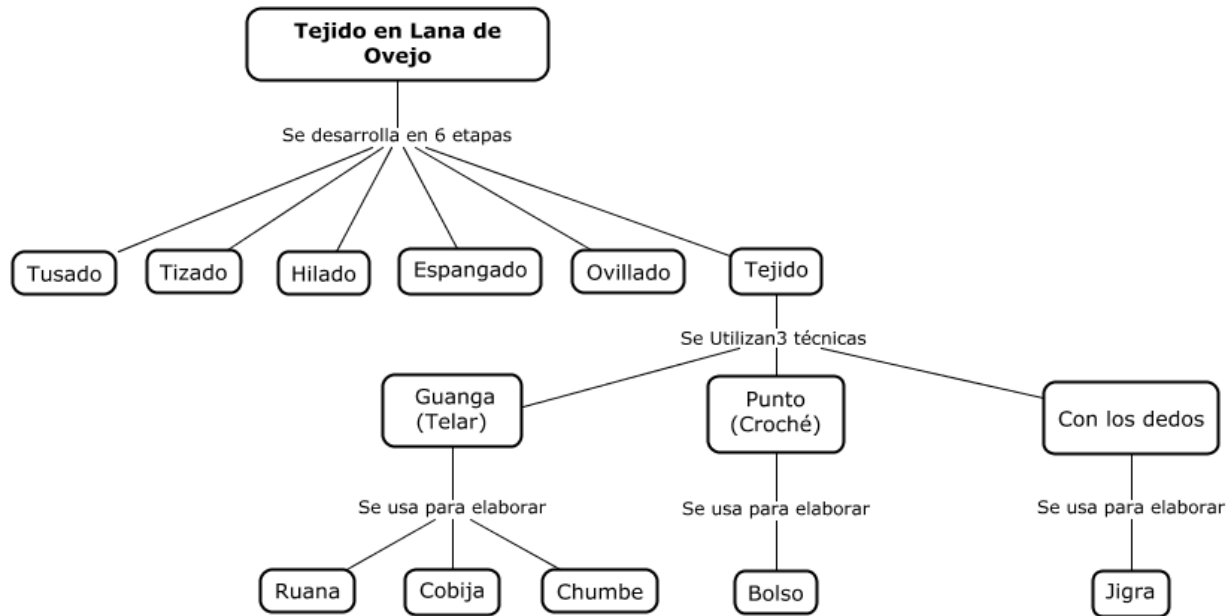 Tejido en Lana de
Ovejo
Se desarrolla en 6 etapas
Tusado
Tizado
Hilado
Espangado
Ovillado
Tejido
Se Utilizan3 técnicas
Guanga
(Telar)
Punto
(Croché)
Con los dedos
Se usa para elaborar
Se usa para elaborar
Se usa para elaborar
Ruana
Cobija
Chumbe
Bolso
Jigra